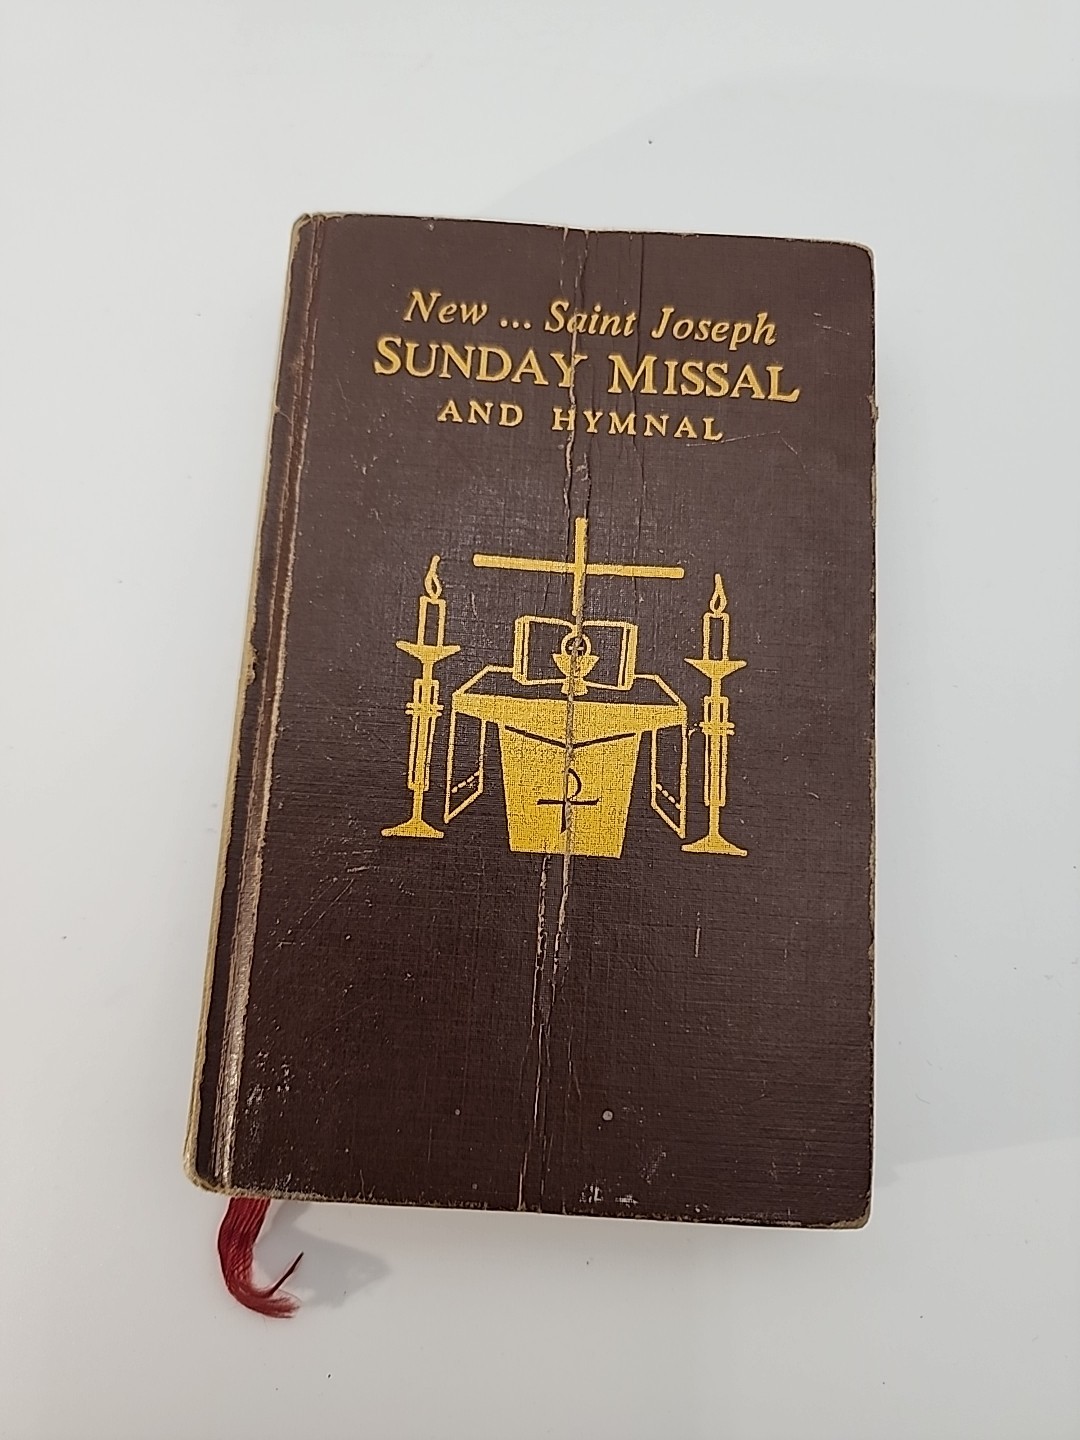 New ... Saint Joseph
SUNDAY MISSAL
AND HYMNAL